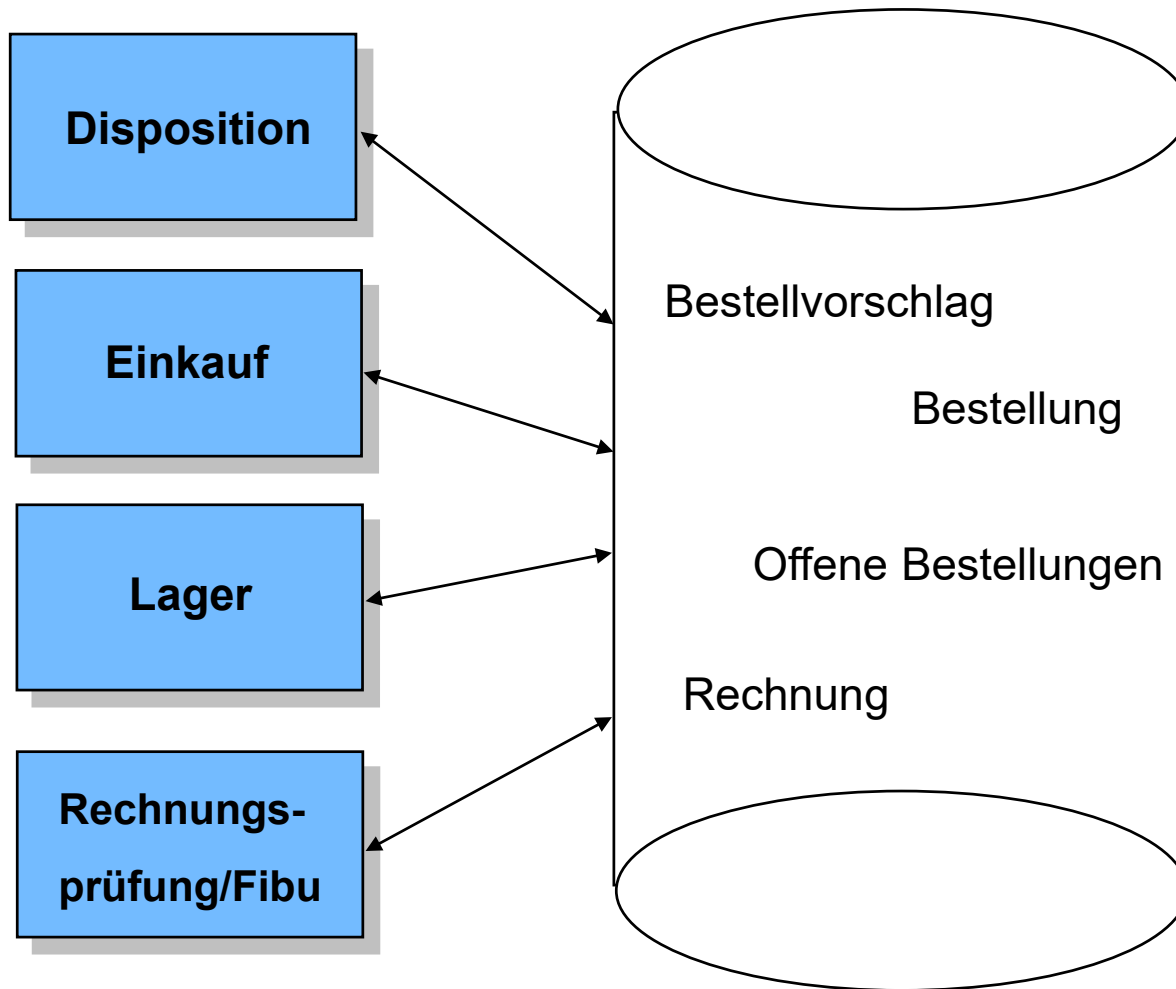 Disposition
Einkauf
Lager
Rechnungs-
prüfung/Fibu
Bestellvorschlag
Bestellung
Offene Bestellungen
Rechnung